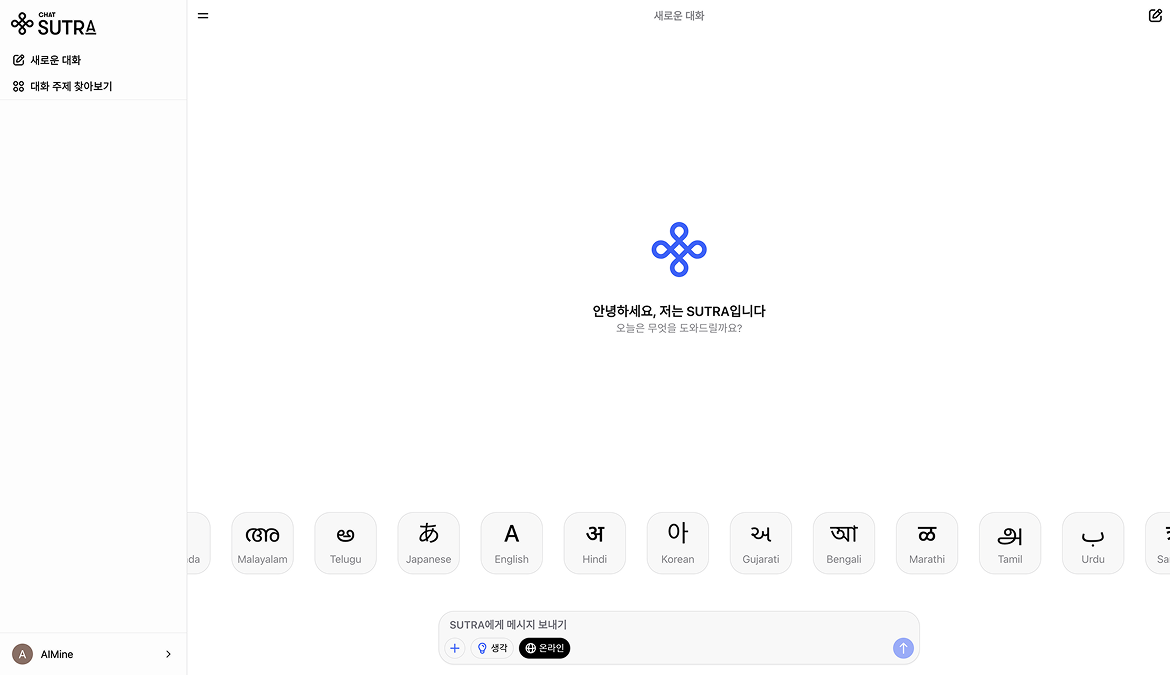 CHAT
SUTRA
새로운 대화
새로운 대화
대화 주제 찾아보기
안녕하세요, 저는 SUTRA입니다
오늘은 무엇을 도와드릴까요?
da
അ
Malayalam
అ
Telugu
あ
Japanese
A
English
अ
Hindi
아
Korean
અ
Gujarati
আ
Bengali
ळ
Marathi
அ
Tamil
ب
Urdu
Sa
SUTRA에게 메시지 보내기
생각
온라인
A
AIMine